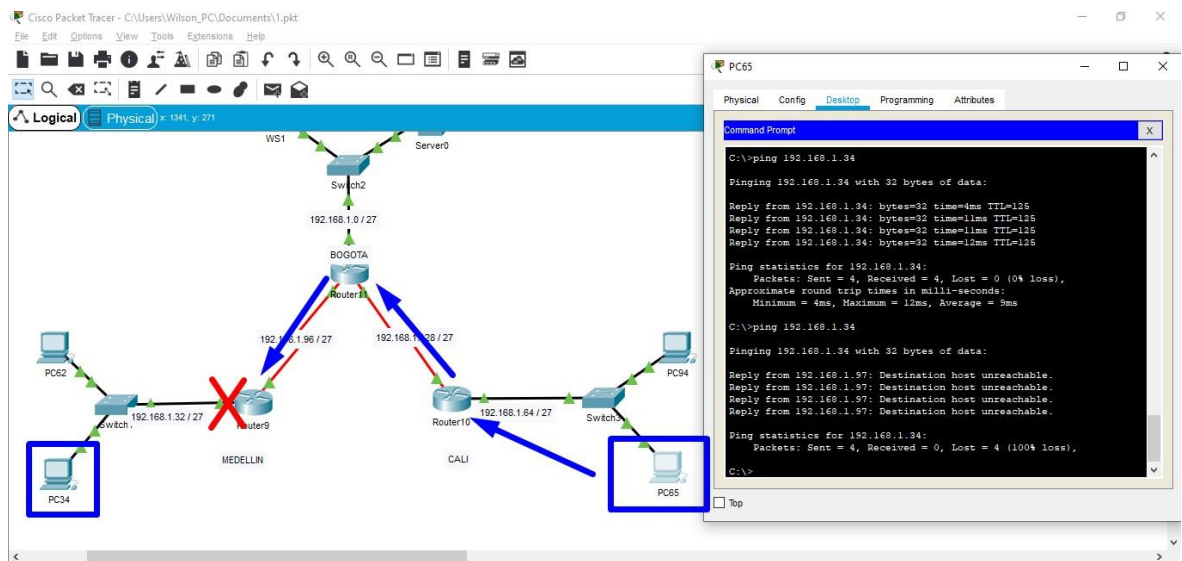 Cisco Packet Tracer - C:\Users\Wilson_PC\Documents\1.pkt
File Edit Options View Tools Extensions Help
Logical
Physical
x: 1341, y: 271
WS1
Server0
Switch2
192.168.1.0 / 27
BOGOTA
Router11
192.1 .1.96 / 27
192.168.1. 28 / 27
PC62
Switch
192.168.1.32 / 27
Router9
MEDELLIN
PC34
Router10
CALI
192.168.1.64 / 27
Switch3
PC94
PC65
PC65
Physical Config Desktop Programming Attributes
Command Prompt
X
C:\>ping 192.168.1.34
Pinging 192.168.1.34 with 32 bytes of data:
Reply from 192.168.1.34: bytes=32 time=4ms TTL=125
Reply from 192.168.1.34: bytes=32 time=11ms TTL=125
Reply from 192.168.1.34: bytes=32 time=11ms TTL=125
Reply from 192.168.1.34: bytes=32 time=12ms TTL=125
Ping statistics for 192.168.1.34:
Packets: Sent = 4, Received = 4, Lost = 0 (0% loss),
Approximate round trip times in milli-seconds:
Minimum = 4ms, Maximum = 12ms, Average = 9ms
C:\>ping 192.168.1.34
Pinging 192.168.1.34 with 32 bytes of data:
Reply from 192.168.1.97: Destination host unreachable.
Reply from 192.168.1.97: Destination host unreachable.
Reply from 192.168.1.97: Destination host unreachable.
Reply from 192.168.1.97: Destination host unreachable.
Ping statistics for 192.168.1.34:
Packets: Sent = 4, Received = 0, Lost = 4 (100% loss),
C:\>
Top